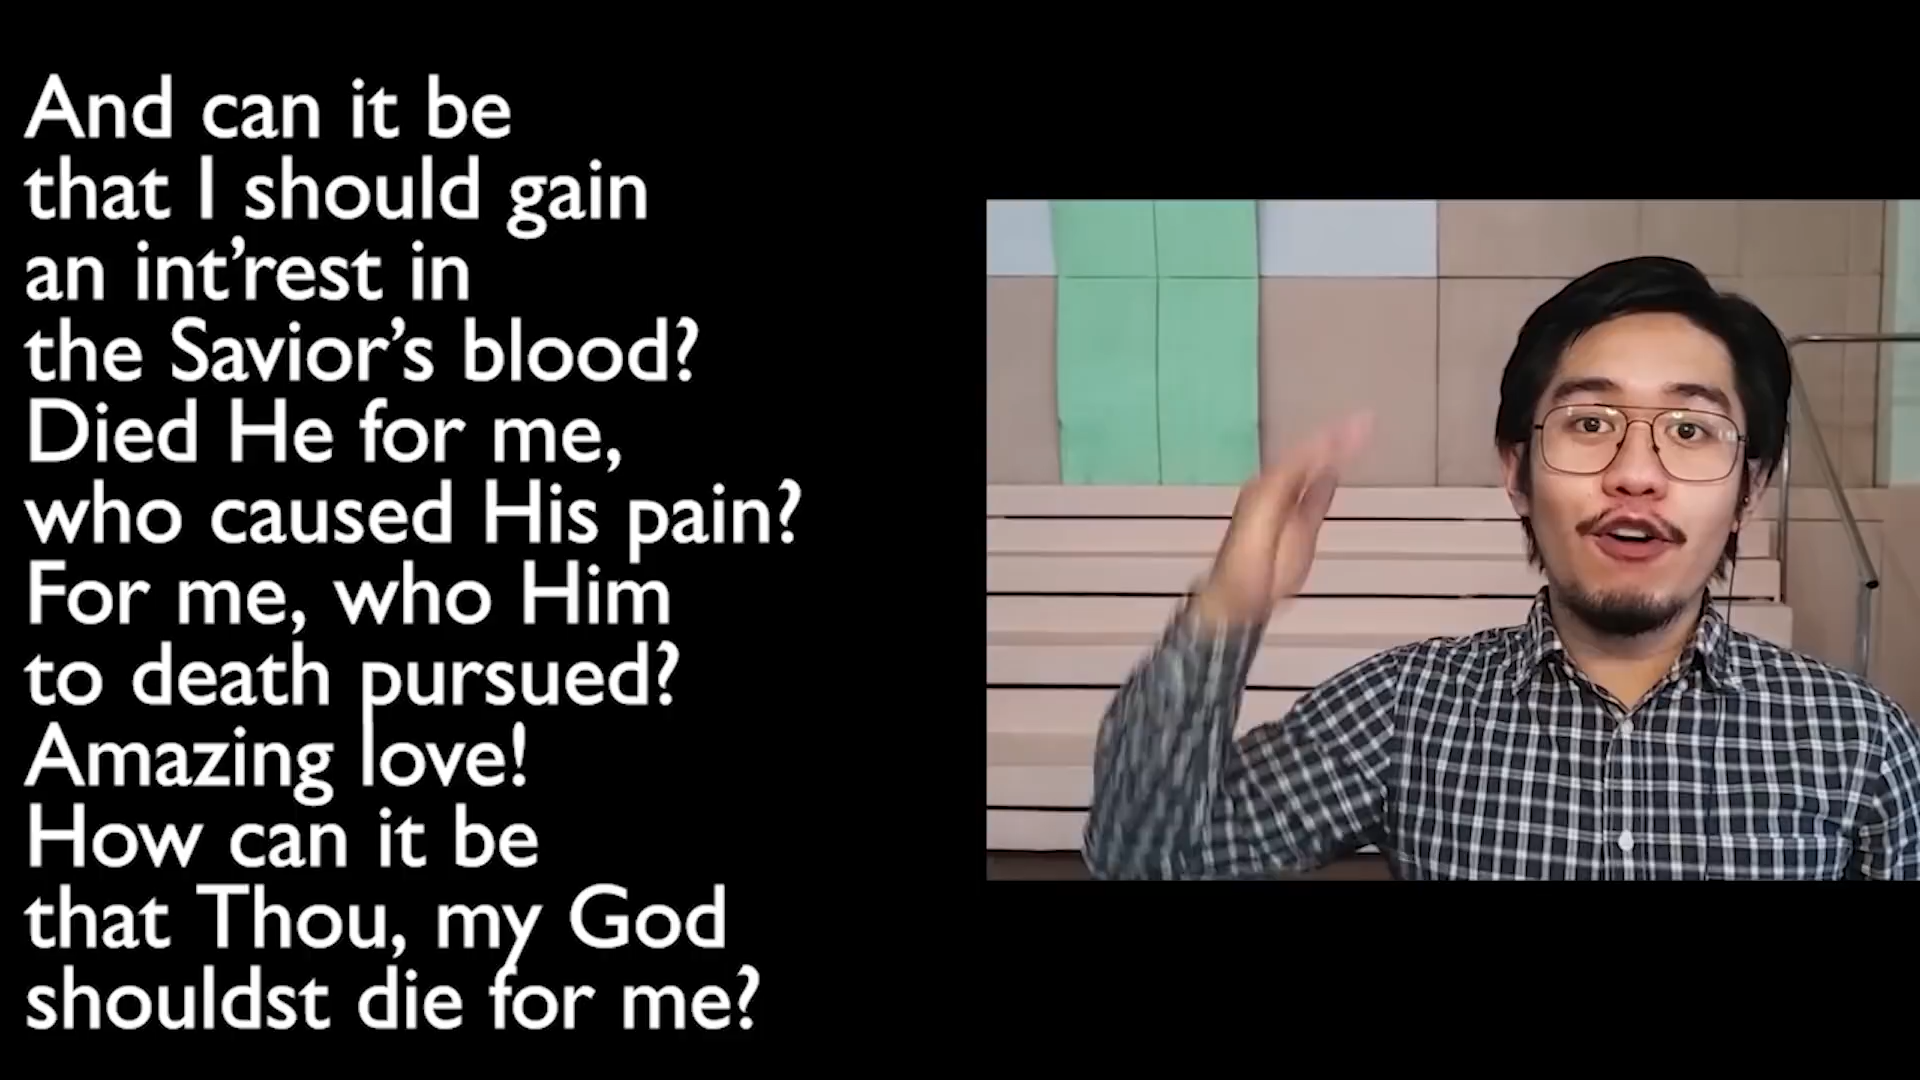 And can it be
that I should gain
an int’rest in
the Savior’s blood?
Died He for me,
who caused His pain?
For me, who Him
to death pursued?
Amazing love!
How can it be
that Thou, my God
shouldst die for me?